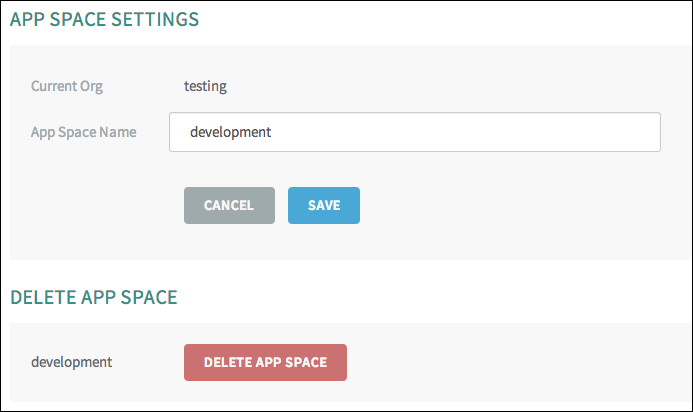 APP SPACE SETTINGS
Current Org testing
App Space Name development
CANCEL SAVE
DELETE APP SPACE
development DELETE APP SPACE